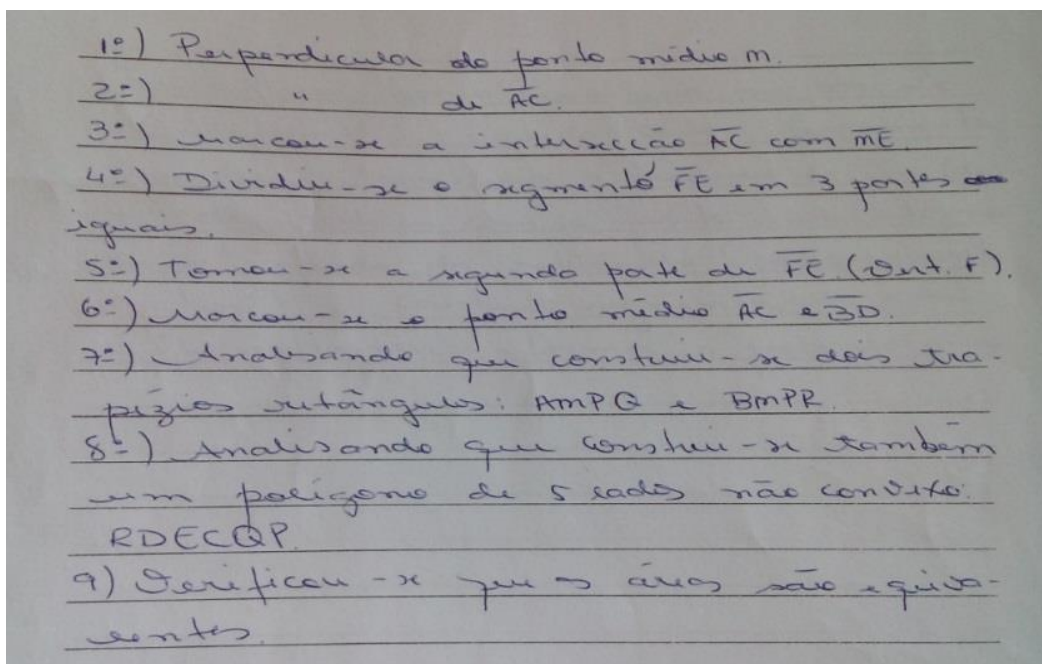 1º) Perpendicular do ponto médio M.
2º) " de AC.
3º) Marcou-se a intersecção AC com ME.
4º) Dividiu-se o segmento FE em 3 partes
iguais.
5º) Tomou-se a segunda parte de FE (Vert. F).
6º) Marcou-se o ponto médio AC e BD.
7º) Analisando que construiu-se dois tra-
pézios retângulos: AMPQ e BMPR.
8º) Analisando que construi-se também
um polígono de 5 lados não convexo:
RDECQP.
9) Verificou-se que as áreas são equiva-
lentes.